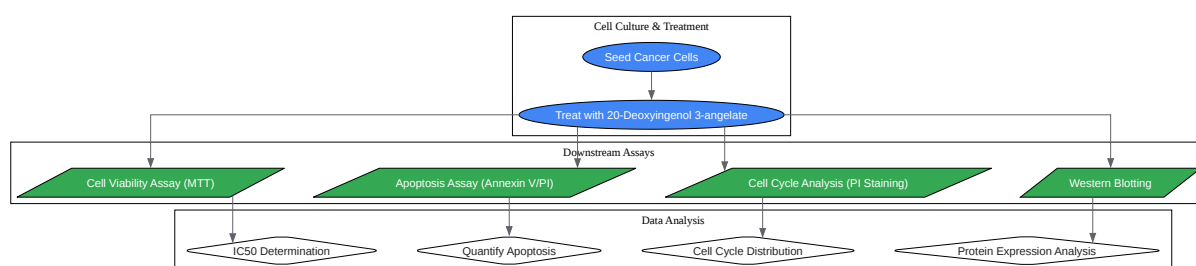 Cell Culture & Treatment
Seed Cancer Cells
Treat with 20-Deoxyingenol 3-angelate
Downstream Assays
Cell Viability Assay (MTT)
Apoptosis Assay (Annexin V/PI)
Cell Cycle Analysis (PI Staining)
Western Blotting
Data Analysis
IC50 Determination
Quantify Apoptosis
Cell Cycle Distribution
Protein Expression Analysis